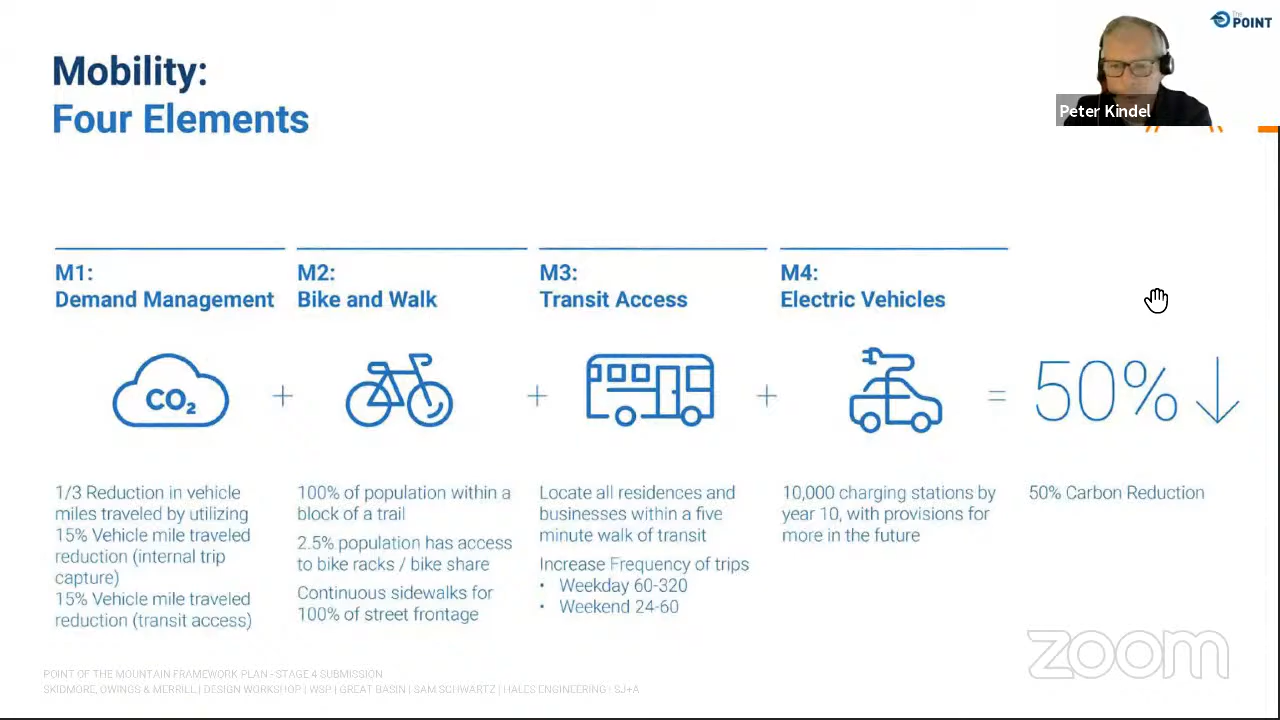 The
POINT
Peter Kindel
Mobility:
Four Elements
M1:
Demand Management
M2:
Bike and Walk
M3:
Transit Access
M4:
Electric Vehicles
CO₂
+
+
+
=
50%
1/3 Reduction in vehicle
miles traveled by utilizing
15% Vehicle mile traveled
reduction (internal trip
capture)
15% Vehicle mile traveled
reduction (transit access)
100% of population within a
block of a trail
2.5% population has access
to bike racks / bike share
Continuous sidewalks for
100% of street frontage
Locate all residences and
businesses within a five
minute walk of transit
Increase Frequency of trips
• Weekday 60-320
• Weekend 24-60
10,000 charging stations by
year 10, with provisions for
more in the future
50% Carbon Reduction
zoom
POINT OF THE MOUNTAIN FRAMEWORK PLAN - STAGE 4 SUBMISSION
SKIDMORE, OWINGS & MERRILL | DESIGN WORKSHOP | WSP | GREAT BASIN | SAM SCHWARTZ | HALES ENGINEERING | SJ+A